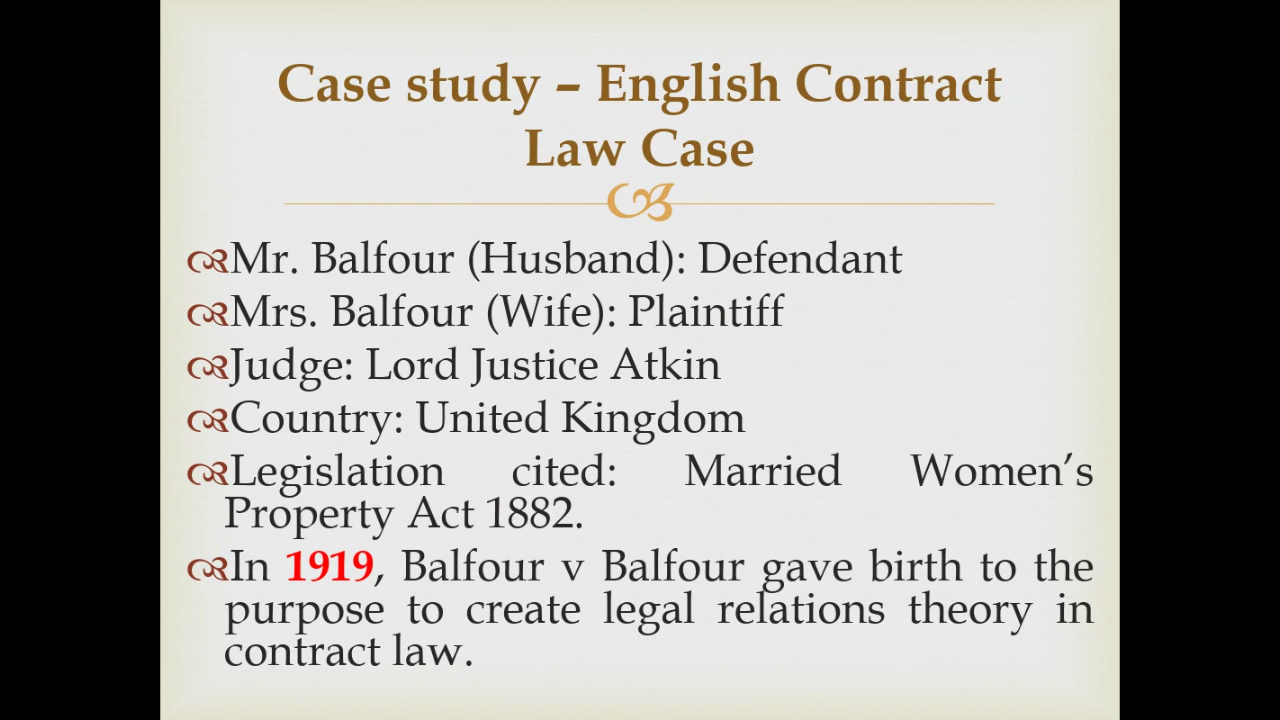 Case study – English Contract
Law Case
Mr. Balfour (Husband): Defendant
Mrs. Balfour (Wife): Plaintiff
Judge: Lord Justice Atkin
Country: United Kingdom
Legislation cited: Married Women’s
Property Act 1882.
In 1919, Balfour v Balfour gave birth to the
purpose to create legal relations theory in
contract law.